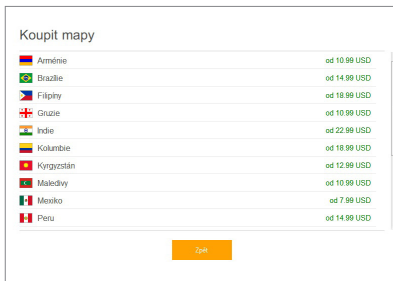 Koupit mapy
Arménie od 10.99 USD
Brazílie od 14.99 USD
Filipíny od 18.99 USD
Gruzie od 10.99 USD
Indie od 22.99 USD
Kolumbie od 18.99 USD
Kyrgyzstán od 12.99 USD
Maledivy od 10.99 USD
Mexiko od 7.99 USD
Peru od 14.99 USD
Zpět